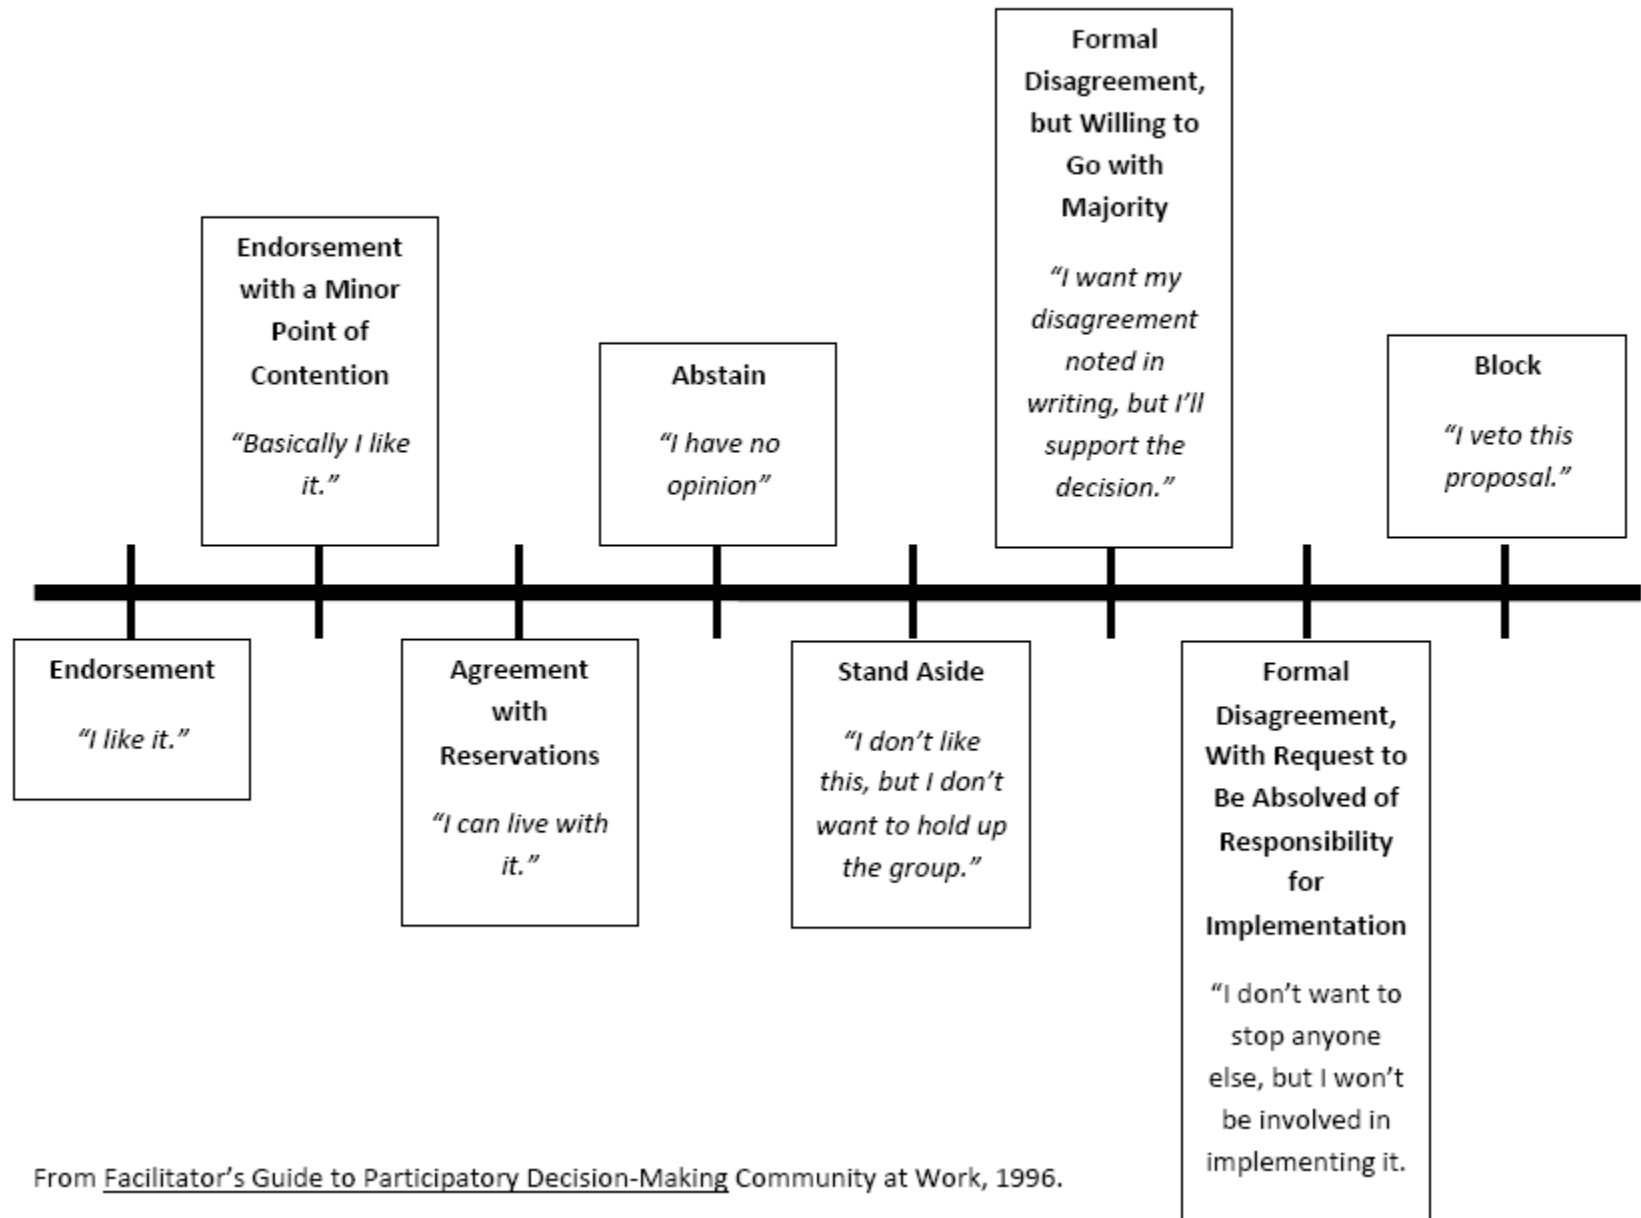 Endorsement
“I like it.”
Endorsement
with a Minor
Point of
Contention
“Basically I like
it.”
Agreement
with
Reservations
“I can live with
it.”
Abstain
“I have no
opinion”
Stand Aside
“I don’t like
this, but I don’t
want to hold up
the group.”
Formal
Disagreement,
but Willing to
Go with
Majority
“I want my
disagreement
noted in
writing, but I’ll
support the
decision.”
Formal
Disagreement,
With Request to
Be Absolved of
Responsibility
for
Implementation
“I don’t want to
stop anyone
else, but I won’t
be involved in
implementing it.
Block
“I veto this
proposal.”
From Facilitator’s Guide to Participatory Decision-Making Community at Work, 1996.